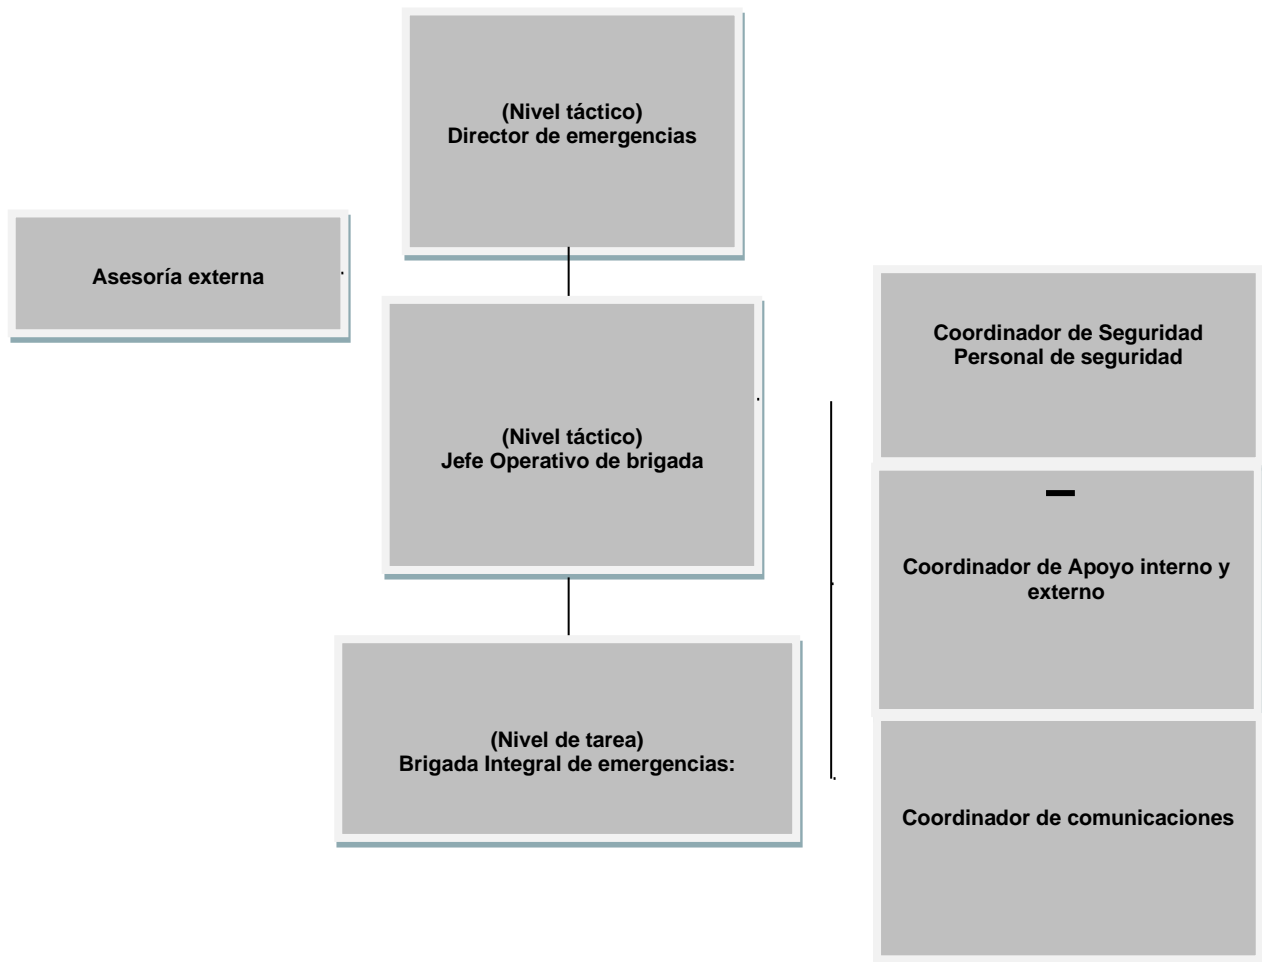 (Nivel táctico)
Director de emergencias
Asesoría externa
(Nivel táctico)
Jefe Operativo de brigada
(Nivel de tarea)
Brigada Integral de emergencias:
Coordinador de Seguridad
Personal de seguridad
Coordinador de Apoyo interno y
externo
Coordinador de comunicaciones